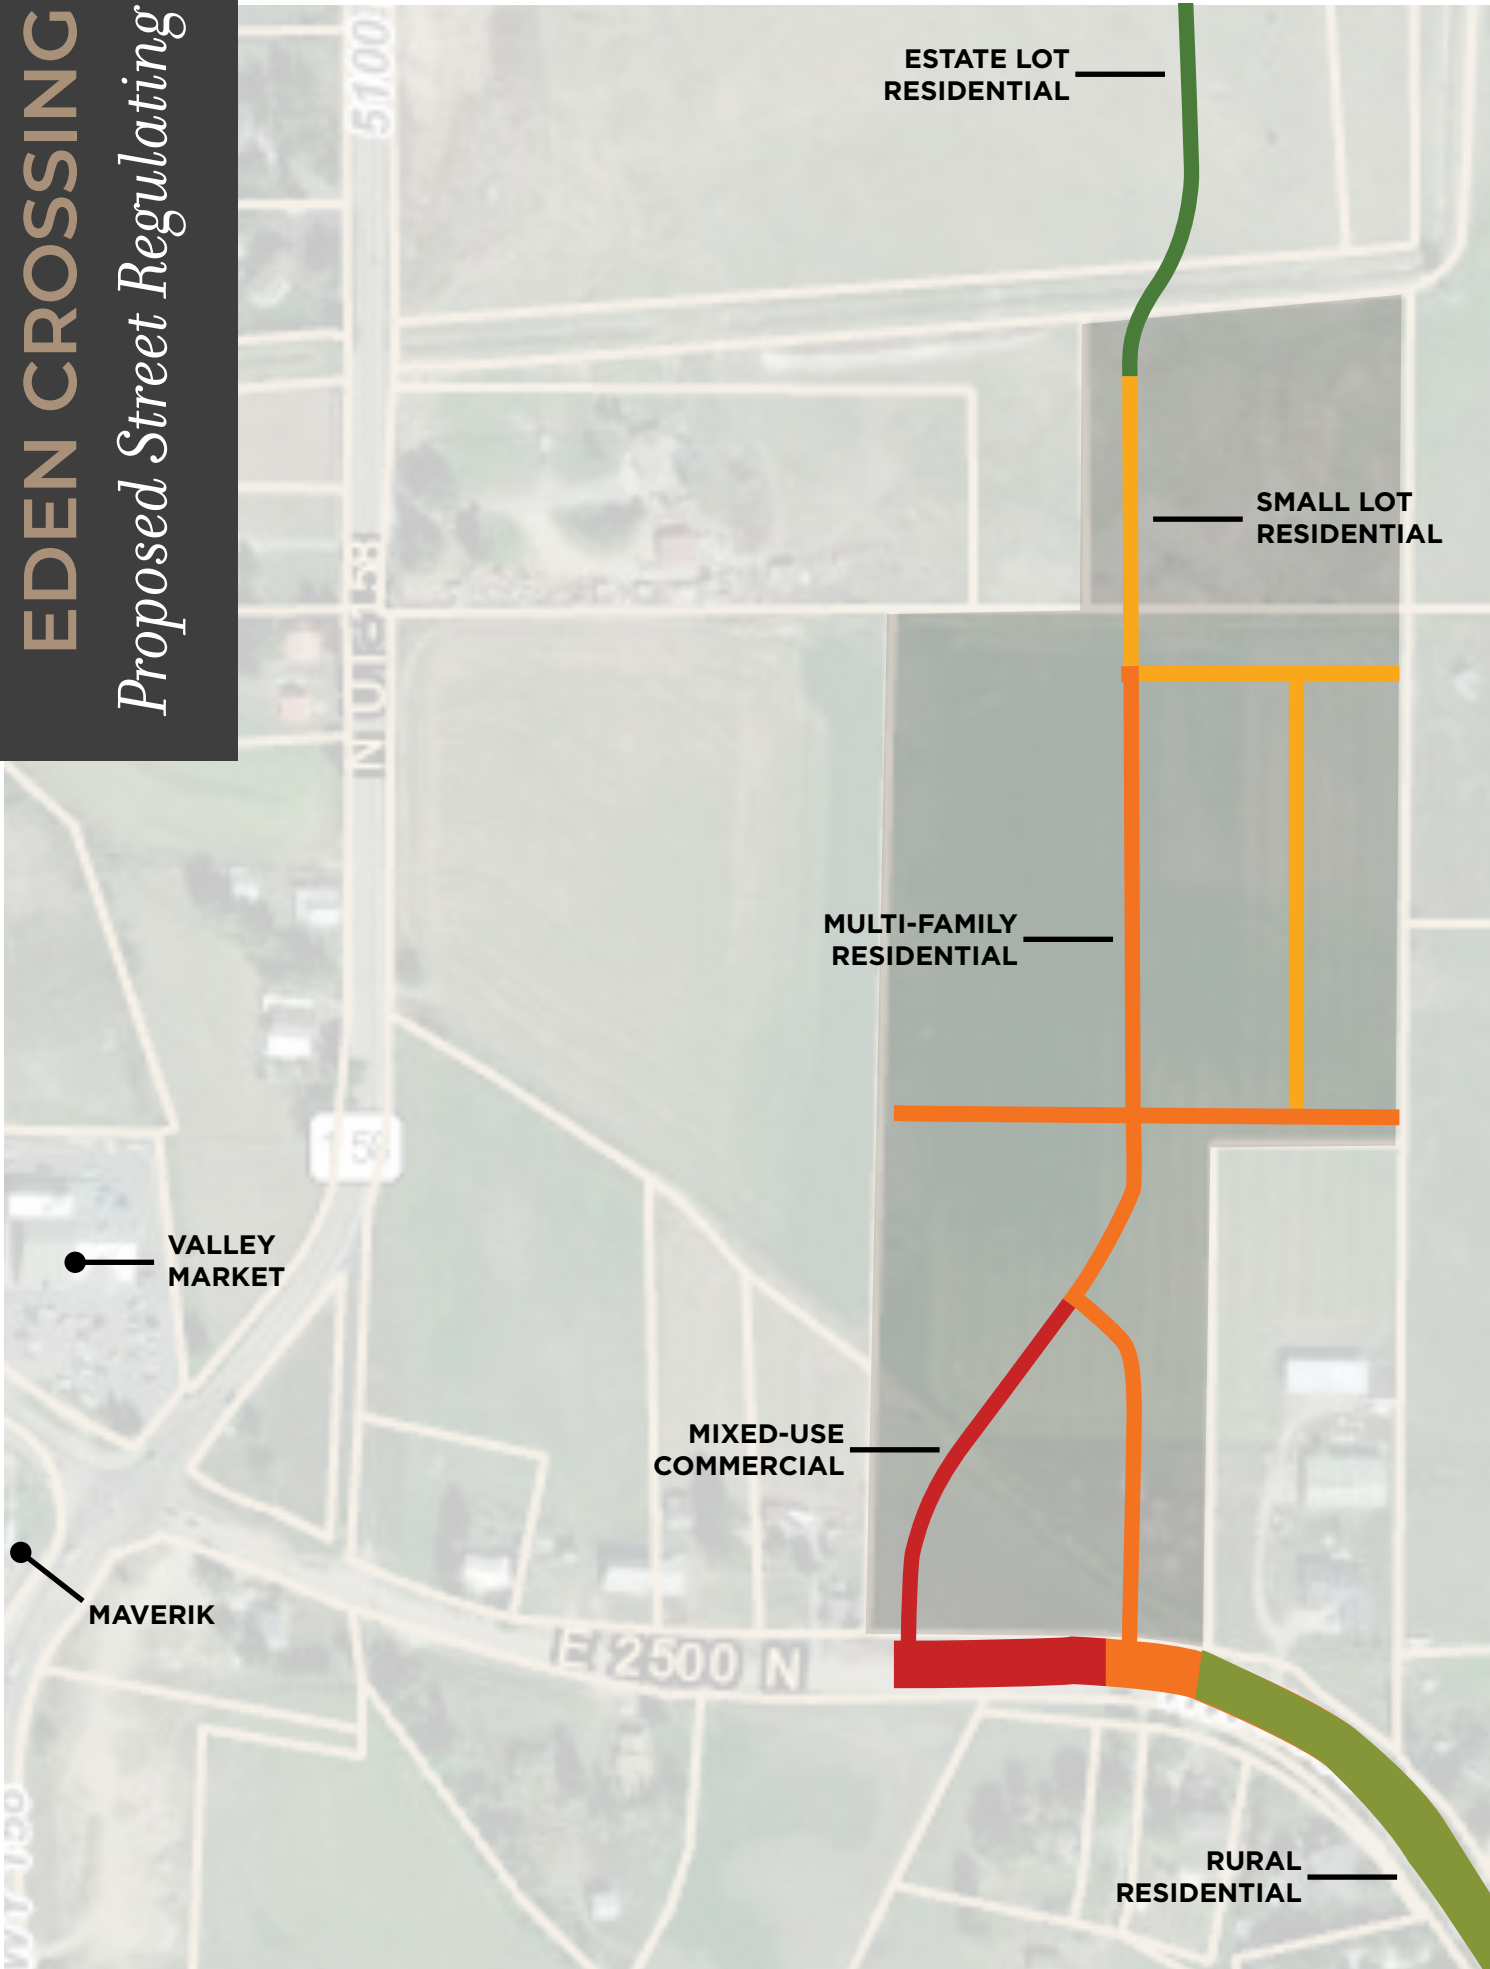 EDEN CROSSING
Proposed Street Regulating
5100
ESTATE LOT
RESIDENTIAL
SMALL LOT
RESIDENTIAL
MULTI-FAMILY
RESIDENTIAL
VALLEY
MARKET
MIXED-USE
COMMERCIAL
MAVERIK
E 2500 N
RURAL
RESIDENTIAL